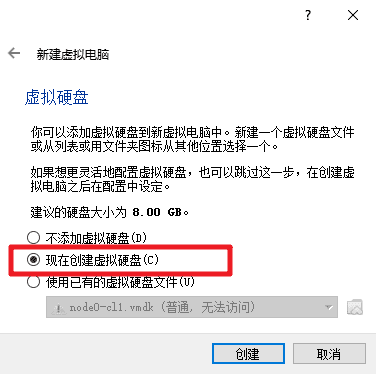 ?
新建虚拟电脑
虚拟硬盘
你可以添加虚拟硬盘到新虚拟电脑中。新建一个虚拟硬盘文件
或从列表或用文件夹图标从其他位置选择一个。
如果想更灵活地配置虚拟硬盘，也可以跳过这一步，在创建虚
拟电脑之后在配置中设定。
建议的硬盘大小为 8.00 GB。
不添加虚拟硬盘(D)
现在创建虚拟硬盘(C)
使用已有的虚拟硬盘文件(U)
node0-cl1.vmdk (普通, 无法访问)
创建
取消